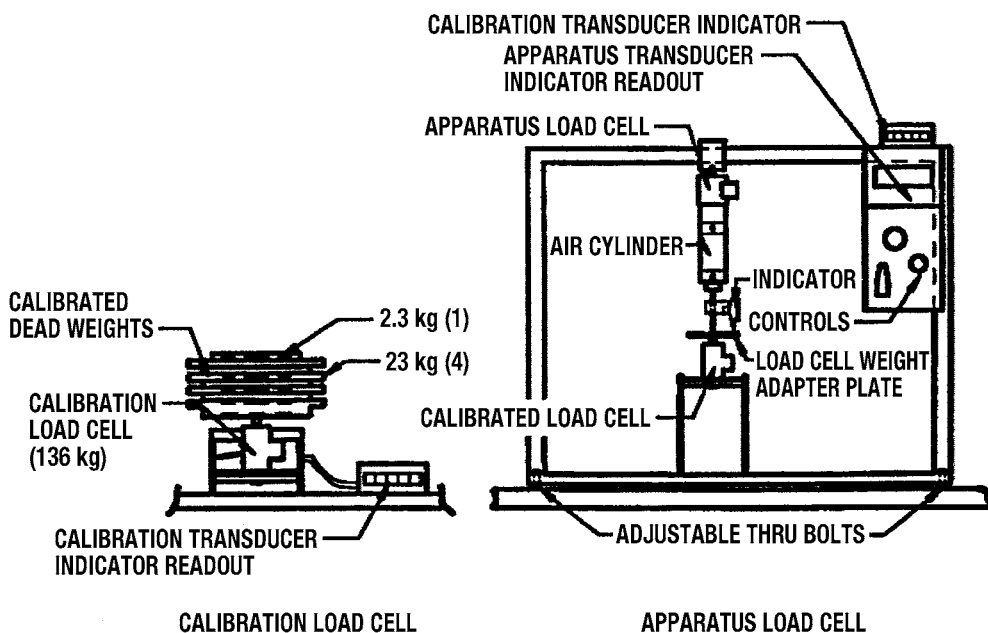 CALIBRATION TRANSDUCER INDICATOR
APPARATUS TRANSDUCER
INDICATOR READOUT
APPARATUS LOAD CELL
AIR CYLINDER
INDICATOR
CONTROLS
LOAD CELL WEIGHT
ADAPTER PLATE
CALIBRATED LOAD CELL
ADJUSTABLE THRU BOLTS
CALIBRATED
DEAD WEIGHTS
2.3 kg (1)
23 kg (4)
CALIBRATION
LOAD CELL
(136 kg)
CALIBRATION TRANSDUCER
INDICATOR READOUT
CALIBRATION LOAD CELL
APPARATUS LOAD CELL